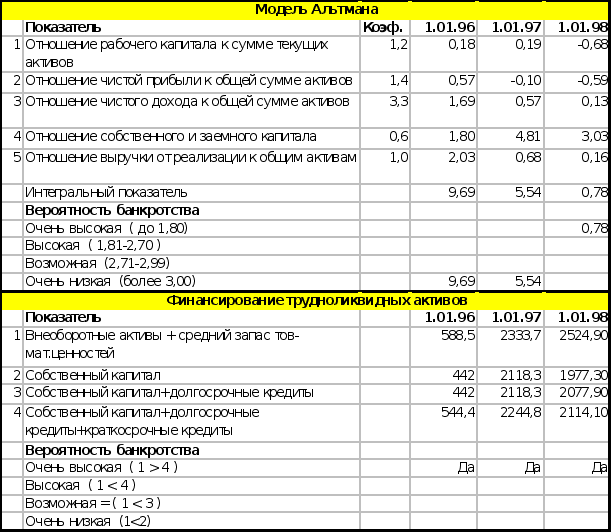 Модель Альтмана
Показатель Коэф. 1.01.96 1.01.97 1.01.98
1 Отношение рабочего капитала к сумме текущих 1,2 0,18 0,19 -0,68
активов
2 Отношение чистой прибыли к общей сумме активов 1,4 0,57 -0,10 -0,59
3 Отношение чистого дохода к общей сумме активов 3,3 1,69 0,57 0,13
4 Отношение собственного и заемного капитала 0,6 1,80 4,81 3,03
5 Отношение выручки от реализации к общим активам 1,0 2,03 0,68 0,16
Интегральный показатель 9,69 5,54 0,78
Вероятность банкротства
Очень высокая ( до 1,80) 0,78
Высокая ( 1,81-2,70 )
Возможная (2,71-2,99)
Очень низкая (более 3,00) 9,69 5,54
Финансирование трудноликвидных активов
Показатель 1.01.96 1.01.97 1.01.98
1 Внеоборотные активы + средний запас тов- 588,5 2333,7 2524,90
мат.ценностей
2 Собственный капитал 442 2118,3 1977,30
3 Собственный капитал+долгосрочные кредиты 442 2118,3 2077,90
4 Собственный капитал+долгосрочные 544,4 2244,8 2114,10
кредиты+краткосрочные кредиты
Вероятность банкротства
Очень высокая ( 1 > 4 ) Да Да Да
Высокая ( 1 < 4 )
Возможная = ( 1 < 3 )
Очень низкая (1<2)